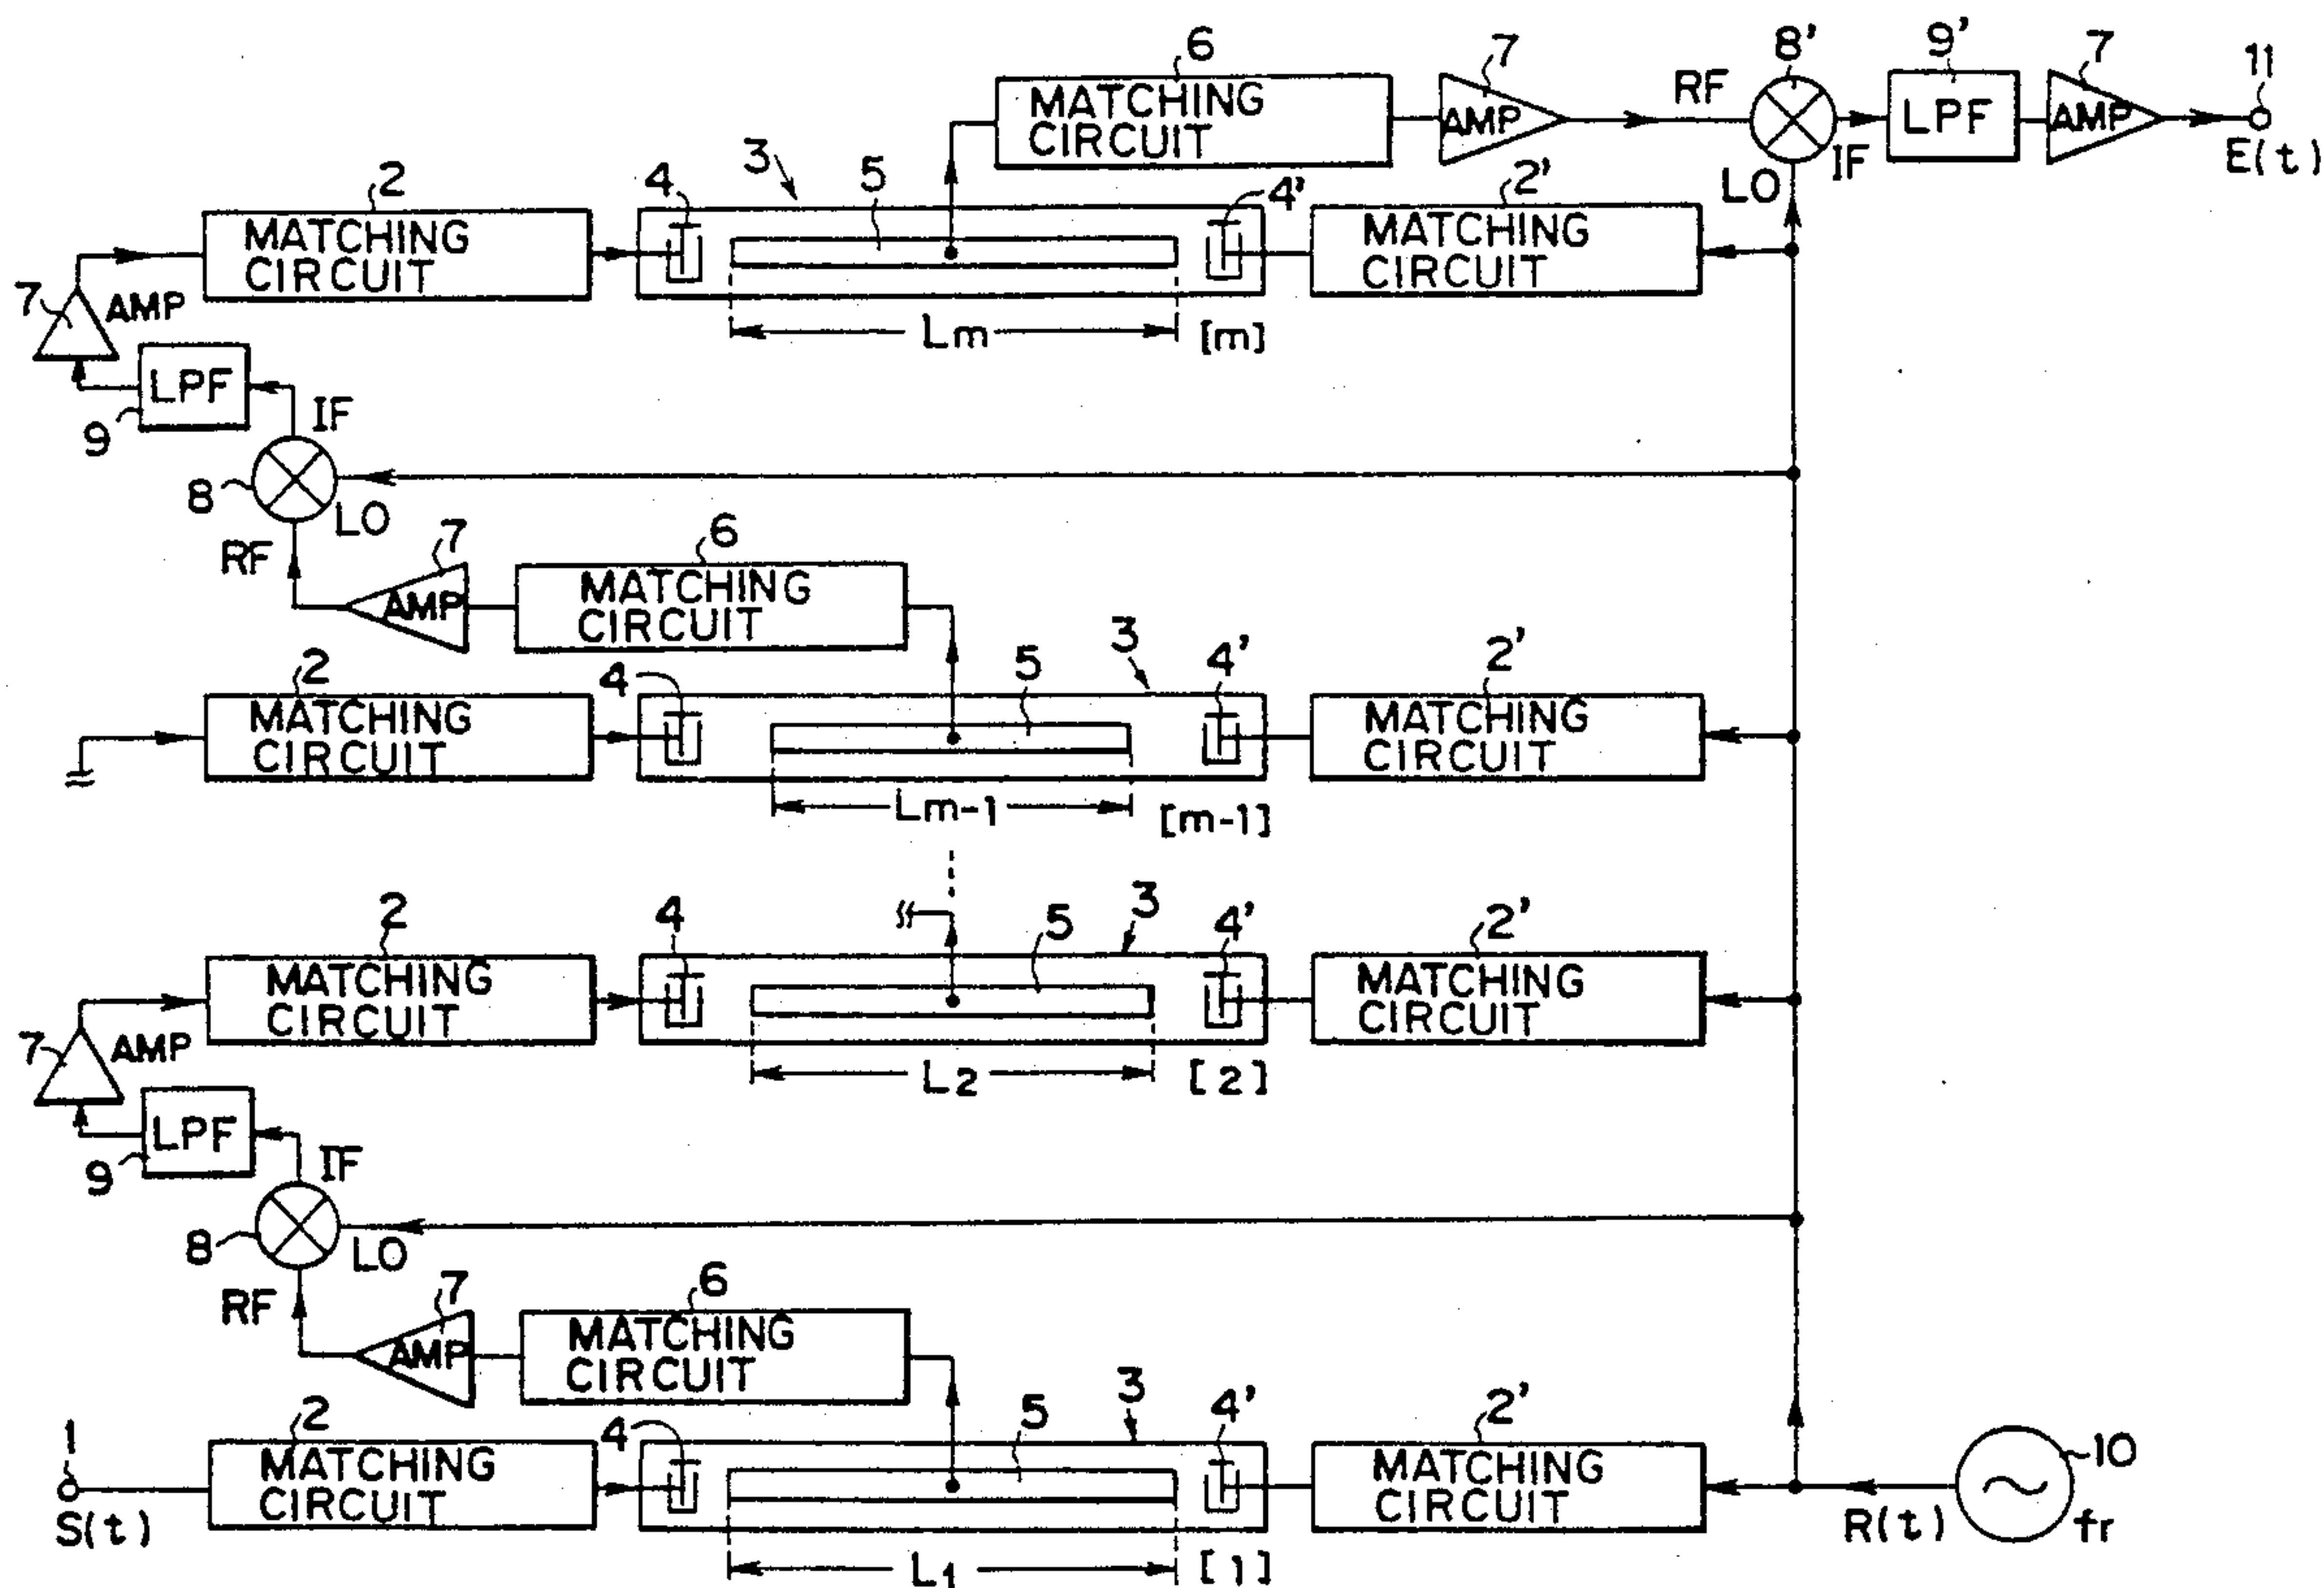 6
7
8'
9'
7
11
MATCHING
CIRCUIT
AMP
RF
LPF
AMP
IF
LO
E(t)
2
3
4
5
4'
2'
MATCHING
CIRCUIT
MATCHING
CIRCUIT
7
AMP
Lm
[m]
LPF
9
IF
8
LO
RF
7
6
AMP
MATCHING
CIRCUIT
2
4
5
3
4'
2'
MATCHING
CIRCUIT
MATCHING
CIRCUIT
Lm-1
[m-1]
2
4
5
3
4'
2'
MATCHING
CIRCUIT
MATCHING
CIRCUIT
7
AMP
L2
[2]
LPF
9
IF
8
LO
RF
7
6
AMP
MATCHING
CIRCUIT
1
2
4
5
3
4'
2'
S(t)
MATCHING
CIRCUIT
MATCHING
CIRCUIT
10
R(t)
fr
L1
[1]